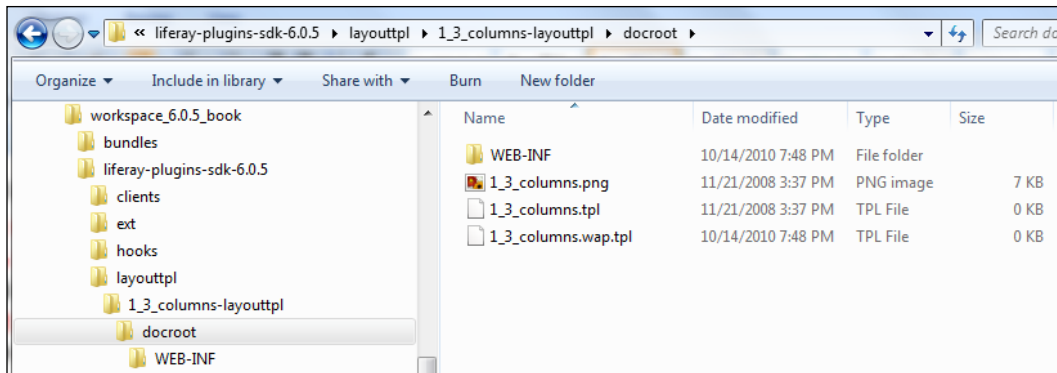 « liferay-plugins-sdk-6.0.5 ▸ layouttpl ▸ 1_3_columns-layouttpl ▸ docroot ▸ Search do
Organize ▾ Include in library ▾ Share with ▾ Burn New folder
workspace_6.0.5_book
bundles
liferay-plugins-sdk-6.0.5
clients
ext
hooks
layouttpl
1_3_columns-layouttpl
docroot
WEB-INF
Name Date modified Type Size
WEB-INF 10/14/2010 7:48 PM File folder
1_3_columns.png 11/21/2008 3:37 PM PNG image 7 KB
1_3_columns.tpl 11/21/2008 3:37 PM TPL File 0 KB
1_3_columns.wap.tpl 10/14/2010 7:48 PM TPL File 0 KB